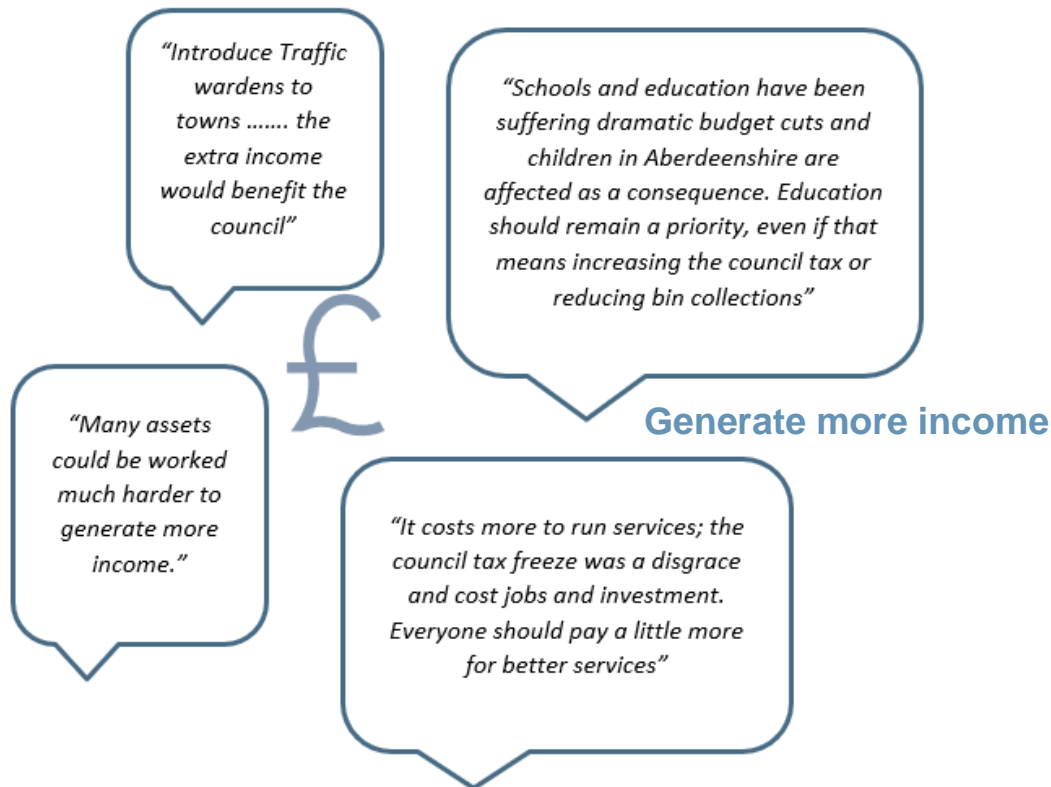 “Introduce Traffic
wardens to
towns ....... the
extra income
would benefit the
council”
“Schools and education have been
suffering dramatic budget cuts and
children in Aberdeenshire are
affected as a consequence. Education
should remain a priority, even if that
means increasing the council tax or
reducing bin collections”
£
Generate more income
“Many assets
could be worked
much harder to
generate more
income.”
“It costs more to run services; the
council tax freeze was a disgrace
and cost jobs and investment.
Everyone should pay a little more
for better services”